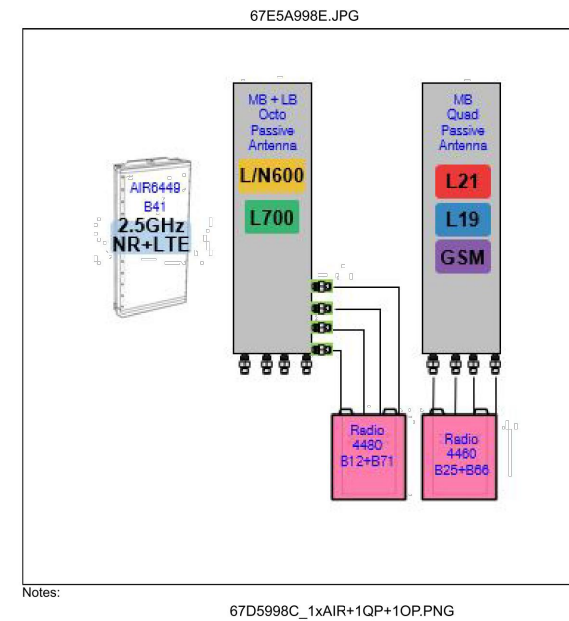 67E5A998E.JPG
MB + LB
Octo
Passive
Antenna
L/N600
L700
MB
Quad
Passive
Antenna
L21
L19
GSM
AIR6449
B41
2.5GHz
NR+LTE
Radio
4480
B12+B71
Radio
4460
B25+B66
Notes:
67D5998C_1xAIR+1QP+1OP.PNG